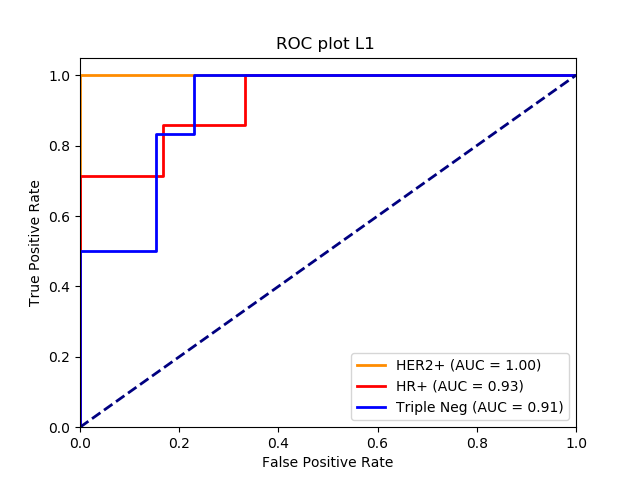 ROC plot L1
True Positive Rate
1.0
0.8
0.6
0.4
0.2
0.0
HER2+ (AUC = 1.00)
HR+ (AUC = 0.93)
Triple Neg (AUC = 0.91)
0.0 0.2 0.4 0.6 0.8 1.0
False Positive Rate